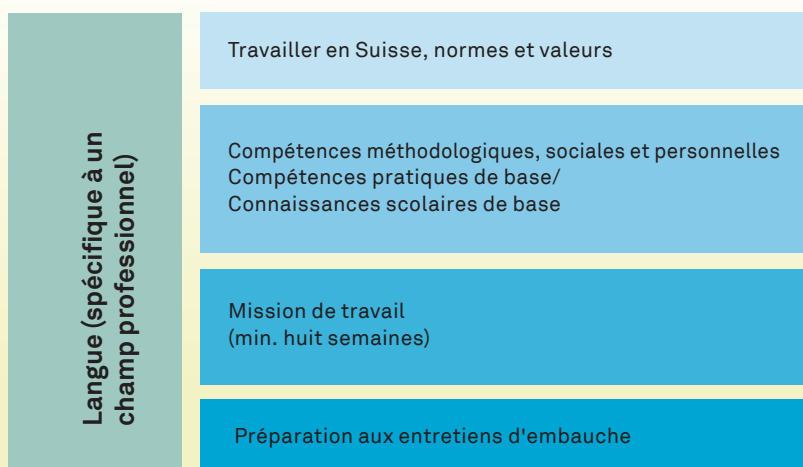 Langue (spécifique à un
champ professionnel)
Travailler en Suisse, normes et valeurs
Compétences méthodologiques, sociales et personnelles
Compétences pratiques de base/
Connaissances scolaires de base
Mission de travail
(min. huit semaines)
Préparation aux entretiens d'embauche